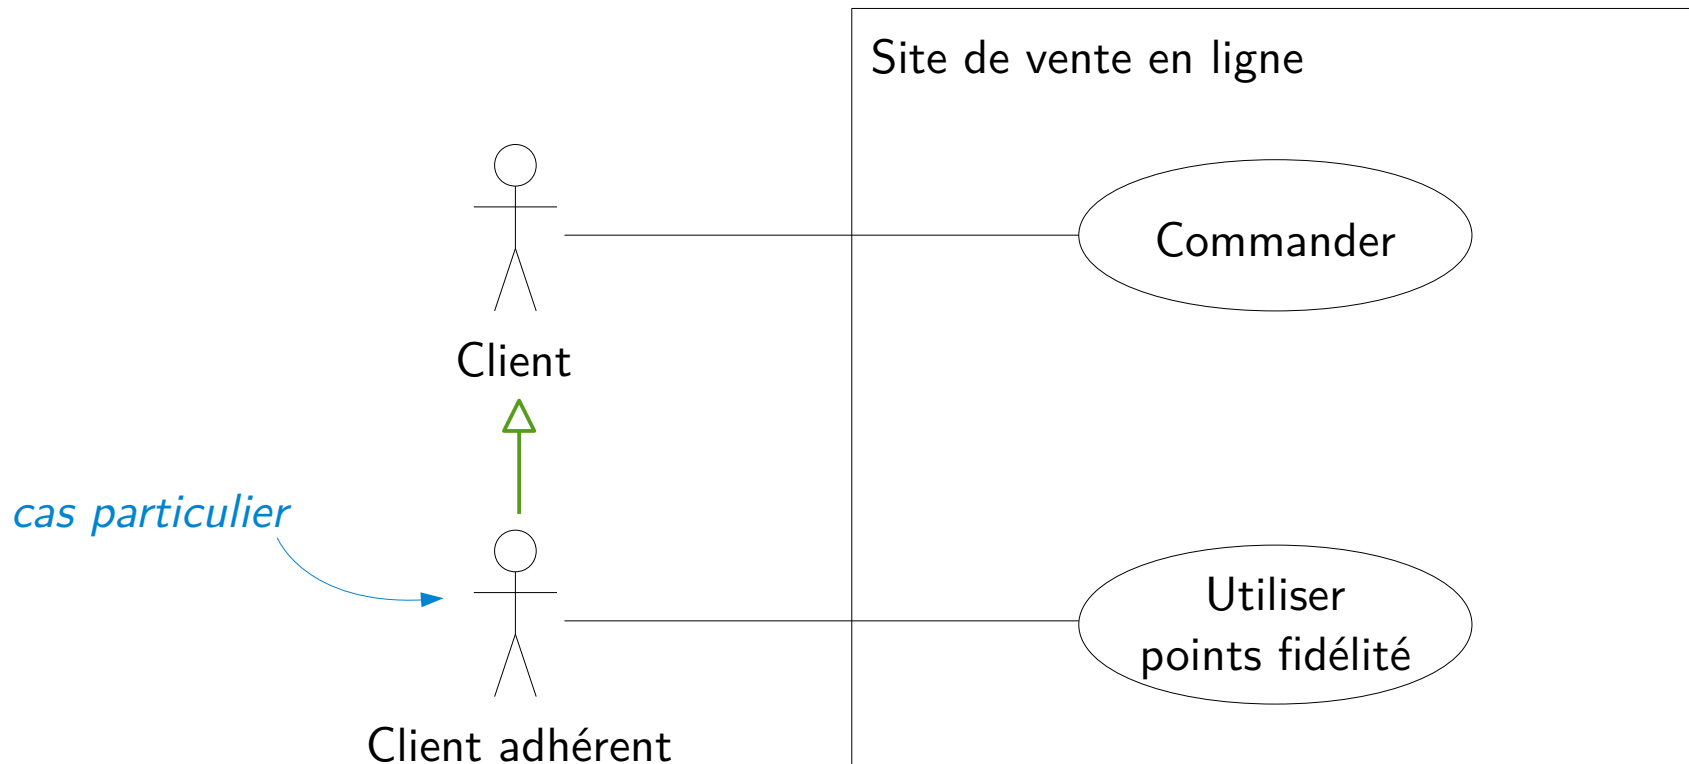 Site de vente en ligne
Commander
Client
cas particulier
Utiliser
points fidélité
Client adhérent